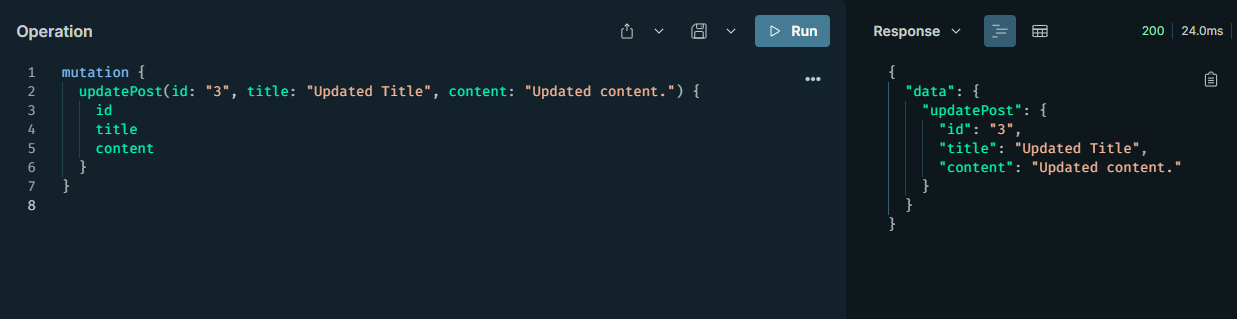 Operation
Run
1 mutation {
2 updatePost(id: "3", title: "Updated Title", content: "Updated content.") {
3 id
4 title
5 content
6 }
7 }
8
Response
200 24.0ms
{
"data": {
"updatePost": {
"id": "3",
"title": "Updated Title",
"content": "Updated content."
}
}
}